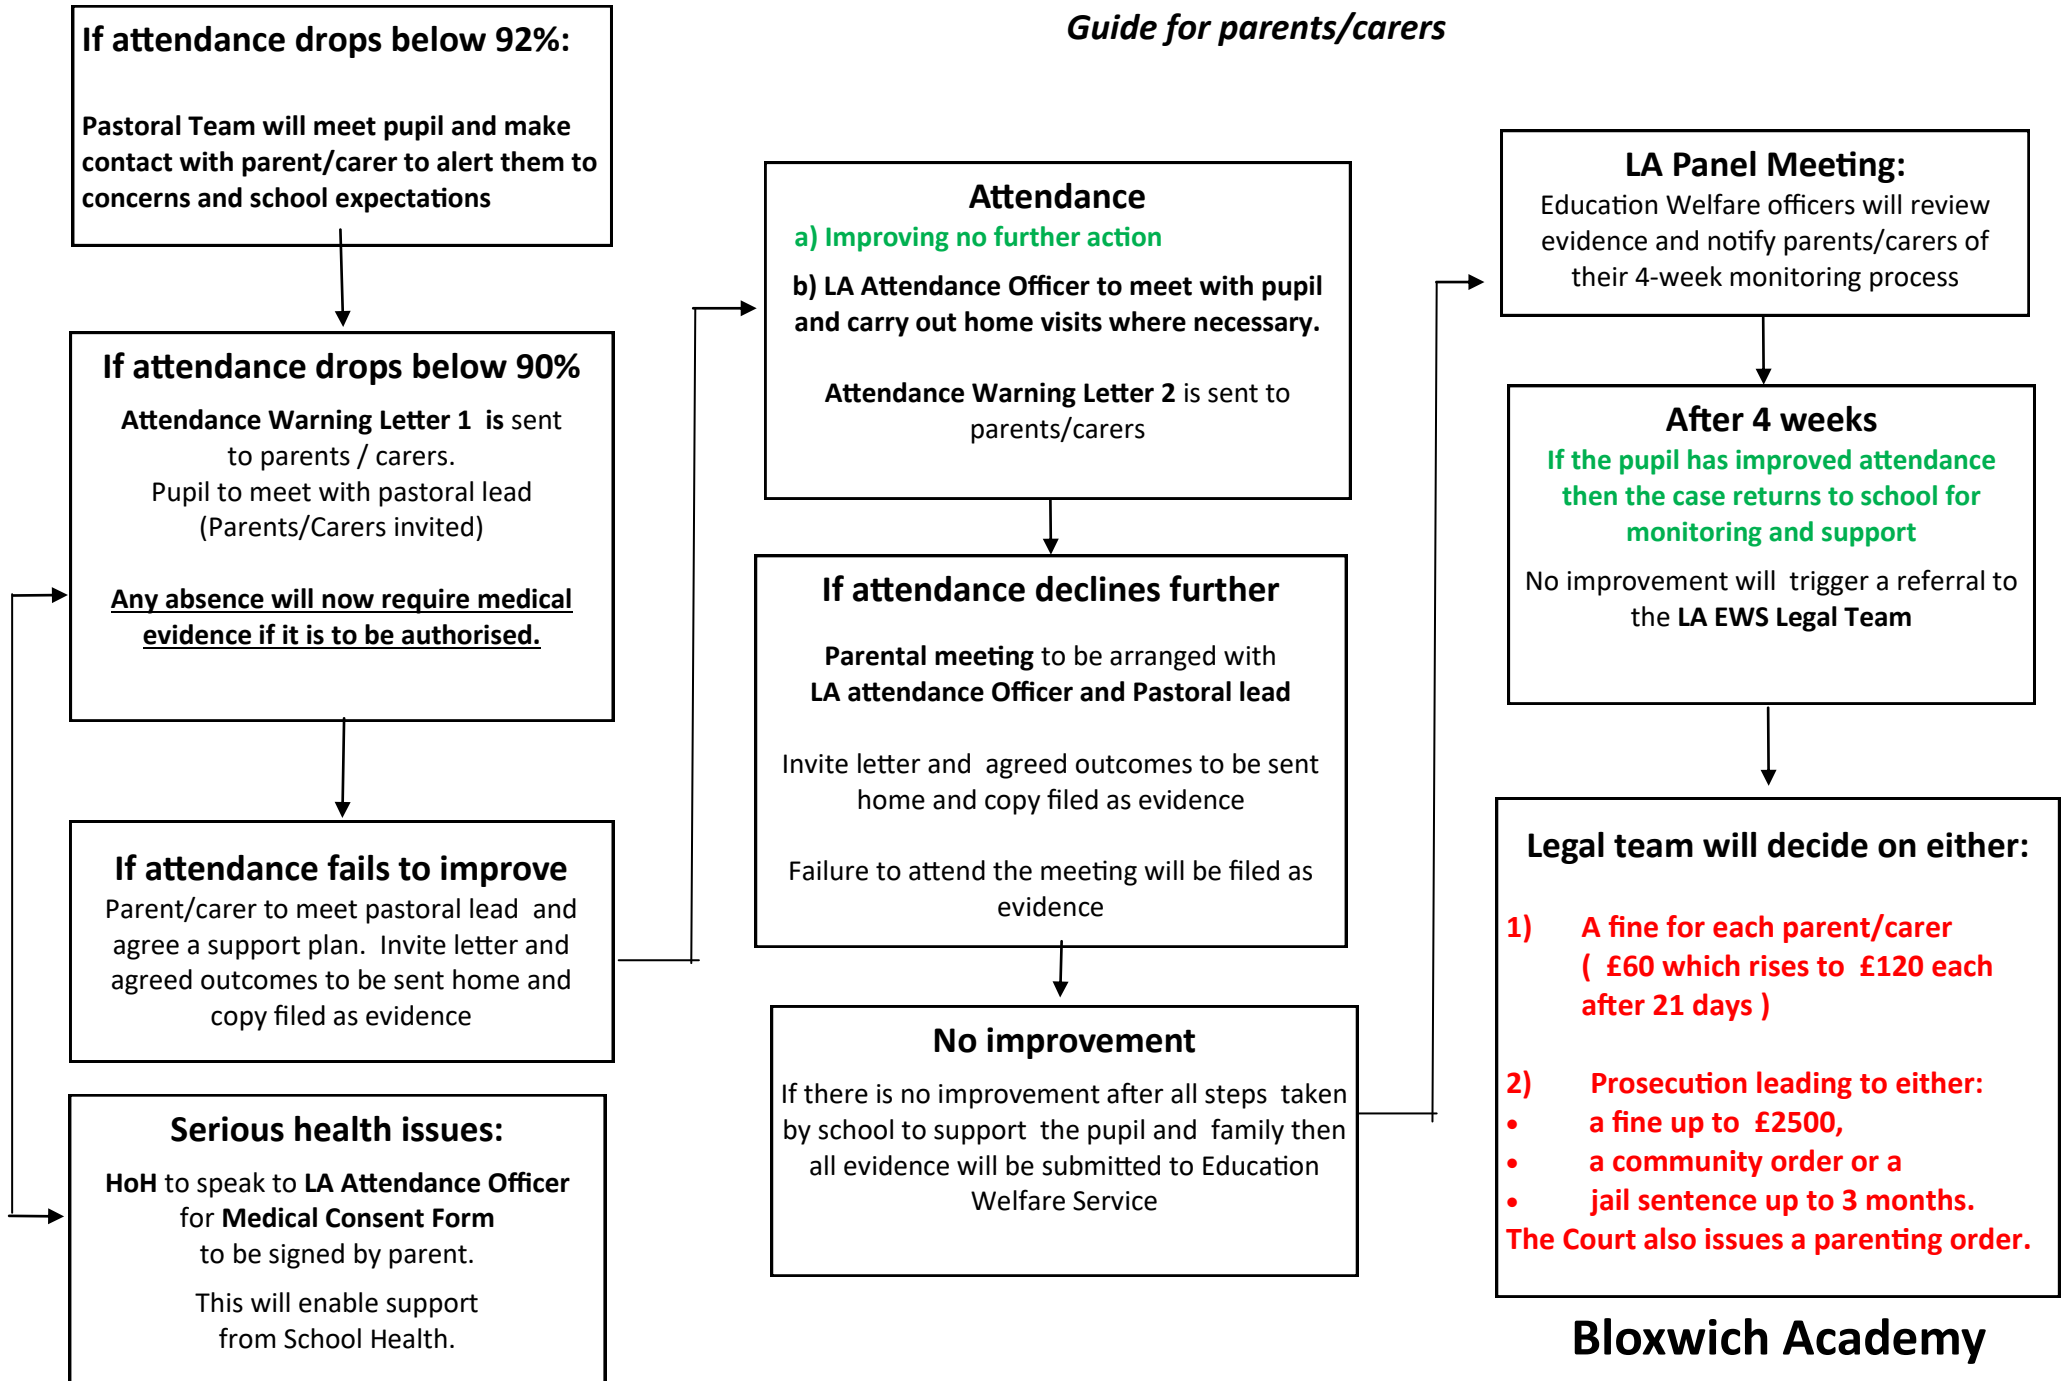 Guide for parents/carers
If attendance drops below 92%:
Pastoral Team will meet pupil and make
contact with parent/carer to alert them to
concerns and school expectations
If attendance drops below 90%
Attendance Warning Letter 1  is sent
to parents / carers.
Pupil to meet with pastoral lead
(Parents/Carers invited)
Any absence will now require medical
evidence if it is to be authorised.
If attendance fails to improve
Parent/carer to meet pastoral lead  and
agree a support plan.  Invite letter and
agreed outcomes to be sent home and
copy filed as evidence
Serious health issues:
HoH to speak to LA Attendance Officer
for Medical Consent Form
to be signed by parent.
This will enable support
from School Health.
Attendance
a) Improving no further action
b) LA Attendance Officer to meet with pupil
and carry out home visits where necessary.
Attendance Warning Letter 2 is sent to
parents/carers
If attendance declines further
Parental meeting to be arranged with
LA attendance Officer and Pastoral lead
Invite letter and  agreed outcomes to be sent
home and copy filed as evidence
Failure to attend the meeting will be filed as
evidence
No improvement
If there is no improvement after all steps  taken
by school to support  the pupil and  family then
all evidence will be submitted to Education
Welfare Service
LA Panel Meeting:
Education Welfare officers will review
evidence and notify parents/carers of
their 4-week monitoring process
After 4 weeks
If the pupil has improved attendance
then the case returns to school for
monitoring and support
No improvement will  trigger a referral to
the LA EWS Legal Team
Legal team will decide on either:
1) A fine for each parent/carer
(  £60 which rises to  £120 each
after 21 days )
2) Prosecution leading to either:
• a fine up to  £2500,
• a community order or a
• jail sentence up to 3 months.
The Court also issues a parenting order.
Bloxwich Academy